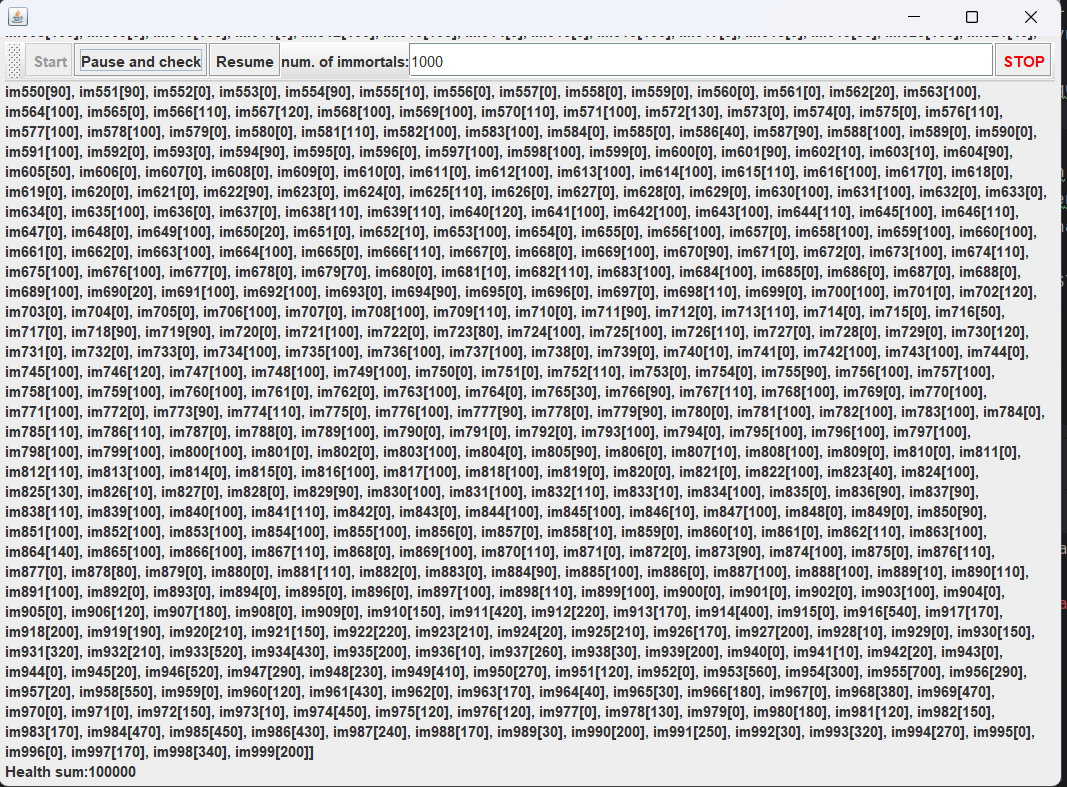 Start Pause and check Resume num. of immortals: 1000 STOP
im550[90], im551[90], im552[0], im553[0], im554[90], im555[10], im556[0], im557[0], im558[0], im559[0], im560[0], im561[0], im562[20], im563[100],
im564[100], im565[0], im566[110], im567[120], im568[100], im569[100], im570[110], im571[100], im572[130], im573[0], im574[0], im575[0], im576[110],
im577[100], im578[100], im579[0], im580[0], im581[110], im582[100], im583[100], im584[0], im585[0], im586[40], im587[90], im588[100], im589[0], im590[0],
im591[100], im592[0], im593[0], im594[90], im595[0], im596[0], im597[100], im598[100], im599[0], im600[0], im601[90], im602[10], im603[10], im604[90],
im605[50], im606[0], im607[0], im608[0], im609[0], im610[0], im611[0], im612[100], im613[100], im614[100], im615[110], im616[100], im617[0], im618[0],
im619[0], im620[0], im621[0], im622[90], im623[0], im624[0], im625[110], im626[0], im627[0], im628[0], im629[0], im630[100], im631[100], im632[0], im633[0],
im634[0], im635[100], im636[0], im637[0], im638[110], im639[110], im640[120], im641[100], im642[100], im643[100], im644[110], im645[100], im646[110],
im647[0], im648[0], im649[100], im650[20], im651[0], im652[10], im653[100], im654[0], im655[0], im656[100], im657[0], im658[100], im659[100], im660[100],
im661[0], im662[0], im663[100], im664[100], im665[0], im666[110], im667[0], im668[0], im669[100], im670[90], im671[0], im672[0], im673[100], im674[110],
im675[100], im676[100], im677[0], im678[0], im679[70], im680[0], im681[10], im682[110], im683[100], im684[100], im685[0], im686[0], im687[0], im688[0],
im689[100], im690[20], im691[100], im692[100], im693[0], im694[90], im695[0], im696[0], im697[0], im698[110], im699[0], im700[100], im701[0], im702[120],
im703[0], im704[0], im705[0], im706[100], im707[0], im708[100], im709[110], im710[0], im711[90], im712[0], im713[110], im714[0], im715[0], im716[50],
im717[0], im718[90], im719[90], im720[0], im721[100], im722[0], im723[80], im724[100], im725[100], im726[110], im727[0], im728[0], im729[0], im730[120],
im731[0], im732[0], im733[0], im734[100], im735[100], im736[100], im737[100], im738[0], im739[0], im740[10], im741[0], im742[100], im743[100], im744[0],
im745[100], im746[120], im747[100], im748[100], im749[100], im750[0], im751[0], im752[110], im753[0], im754[0], im755[90], im756[100], im757[100],
im758[100], im759[100], im760[100], im761[0], im762[0], im763[100], im764[0], im765[30], im766[90], im767[110], im768[100], im769[0], im770[100],
im771[100], im772[0], im773[90], im774[110], im775[0], im776[100], im777[90], im778[0], im779[90], im780[0], im781[100], im782[100], im783[100], im784[0],
im785[110], im786[110], im787[0], im788[0], im789[100], im790[0], im791[0], im792[0], im793[100], im794[0], im795[100], im796[100], im797[100],
im798[100], im799[100], im800[100], im801[0], im802[0], im803[100], im804[0], im805[90], im806[0], im807[10], im808[100], im809[0], im810[0], im811[0],
im812[110], im813[100], im814[0], im815[0], im816[100], im817[100], im818[100], im819[0], im820[0], im821[0], im822[100], im823[40], im824[100],
im825[130], im826[10], im827[0], im828[0], im829[90], im830[100], im831[100], im832[110], im833[10], im834[100], im835[0], im836[90], im837[90],
im838[110], im839[100], im840[100], im841[110], im842[0], im843[0], im844[100], im845[100], im846[10], im847[100], im848[0], im849[0], im850[90],
im851[100], im852[100], im853[100], im854[100], im855[100], im856[0], im857[0], im858[10], im859[0], im860[10], im861[0], im862[110], im863[100],
im864[140], im865[100], im866[100], im867[110], im868[0], im869[100], im870[110], im871[0], im872[0], im873[90], im874[100], im875[0], im876[110],
im877[0], im878[80], im879[0], im880[0], im881[110], im882[0], im883[0], im884[90], im885[100], im886[0], im887[100], im888[100], im889[10], im890[110],
im891[100], im892[0], im893[0], im894[0], im895[0], im896[0], im897[100], im898[110], im899[100], im900[0], im901[0], im902[0], im903[100], im904[0],
im905[0], im906[120], im907[180], im908[0], im909[0], im910[150], im911[420], im912[220], im913[170], im914[400], im915[0], im916[540], im917[170],
im918[200], im919[190], im920[210], im921[150], im922[220], im923[210], im924[20], im925[210], im926[170], im927[200], im928[10], im929[0], im930[150],
im931[320], im932[210], im933[520], im934[430], im935[200], im936[10], im937[260], im938[30], im939[200], im940[0], im941[10], im942[20], im943[0],
im944[0], im945[20], im946[520], im947[290], im948[230], im949[410], im950[270], im951[120], im952[0], im953[560], im954[300], im955[700], im956[290],
im957[20], im958[550], im959[0], im960[120], im961[430], im962[0], im963[170], im964[40], im965[30], im966[180], im967[0], im968[380], im969[470],
im970[0], im971[0], im972[150], im973[10], im974[450], im975[120], im976[120], im977[0], im978[130], im979[0], im980[180], im981[120], im982[150],
im983[170], im984[470], im985[450], im986[430], im987[240], im988[170], im989[30], im990[200], im991[250], im992[30], im993[320], im994[270], im995[0],
im996[0], im997[170], im998[340], im999[200]]
Health sum:100000